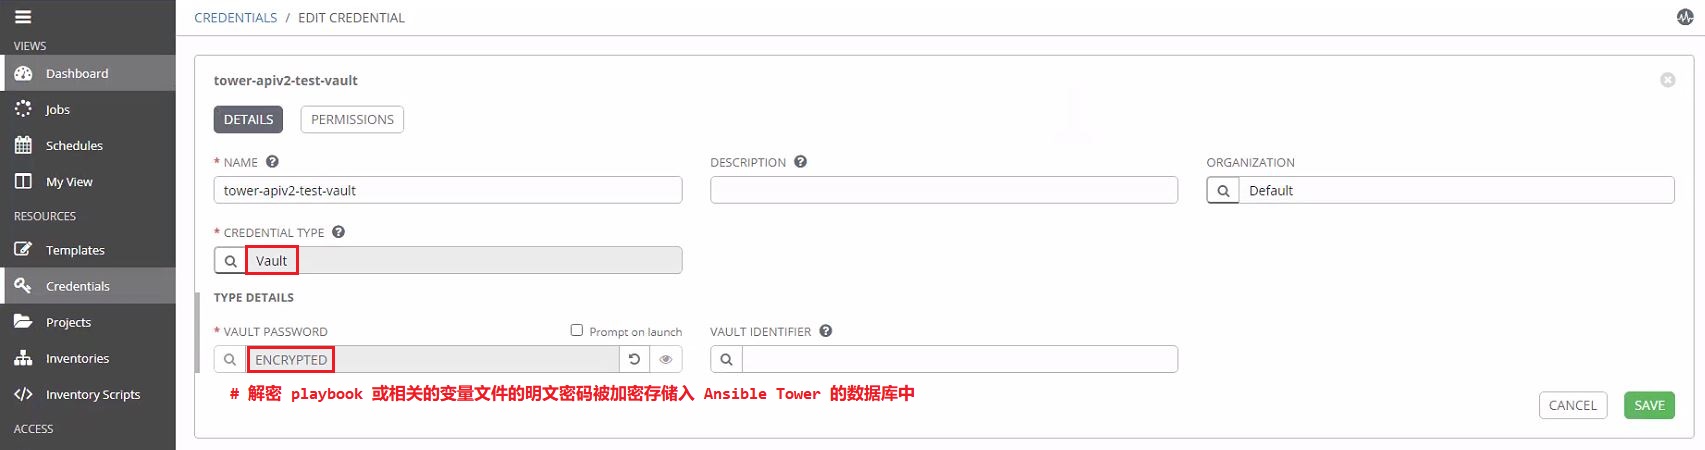 CREDENTIALS / EDIT CREDENTIAL
VIEWS
Dashboard
Jobs
Schedules
My View
RESOURCES
Templates
Credentials
Projects
Inventories
Inventory Scripts
ACCESS
tower-apiv2-test-vault
DETAILS PERMISSIONS
* NAME DESCRIPTION ORGANIZATION
tower-apiv2-test-vault Default
* CREDENTIAL TYPE
Vault
TYPE DETAILS
* VAULT PASSWORD Prompt on launch VAULT IDENTIFIER
ENCRYPTED
# 解密 playbook 或相关的变量文件的明文密码被加密存储入 Ansible Tower 的数据库中
CANCEL SAVE